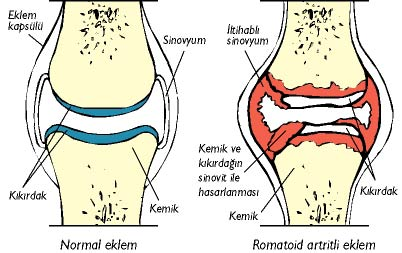 Eklem
kapsülü
Sinovyum
Kıkırdak
Kemik
Normal eklem
İltihablı
sinovyum
Kemik ve
kıkırdağın
sinovit ile
hasarlanması
Kıkırdak
Kemik
Romatoid artritli eklem